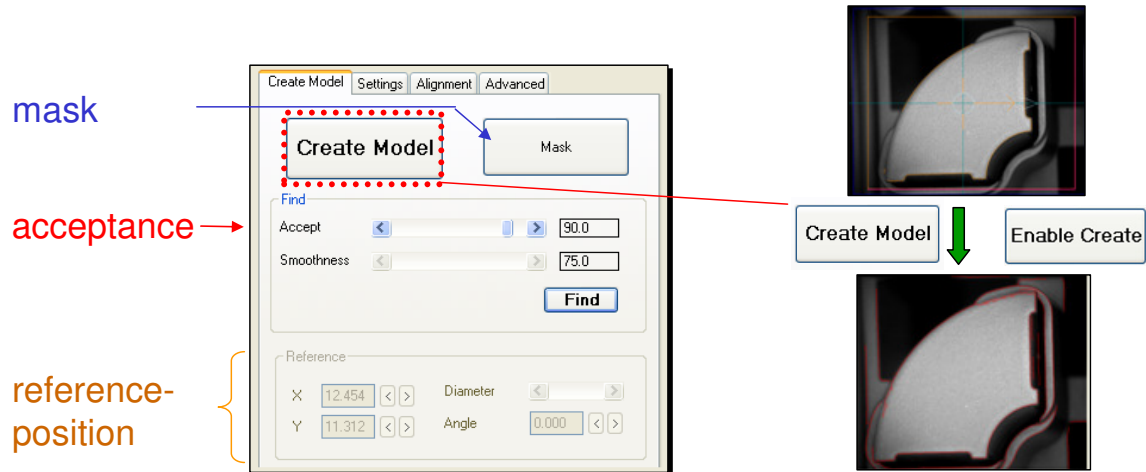 mask
acceptance
reference-
position
Create Model Settings Alignment Advanced
Create Model Mask
Find
Accept 90.0
Smoothness 75.0
Find
Reference
X 12.454 Diameter
Y 11.312 Angle 0.000
Create Model Enable Create